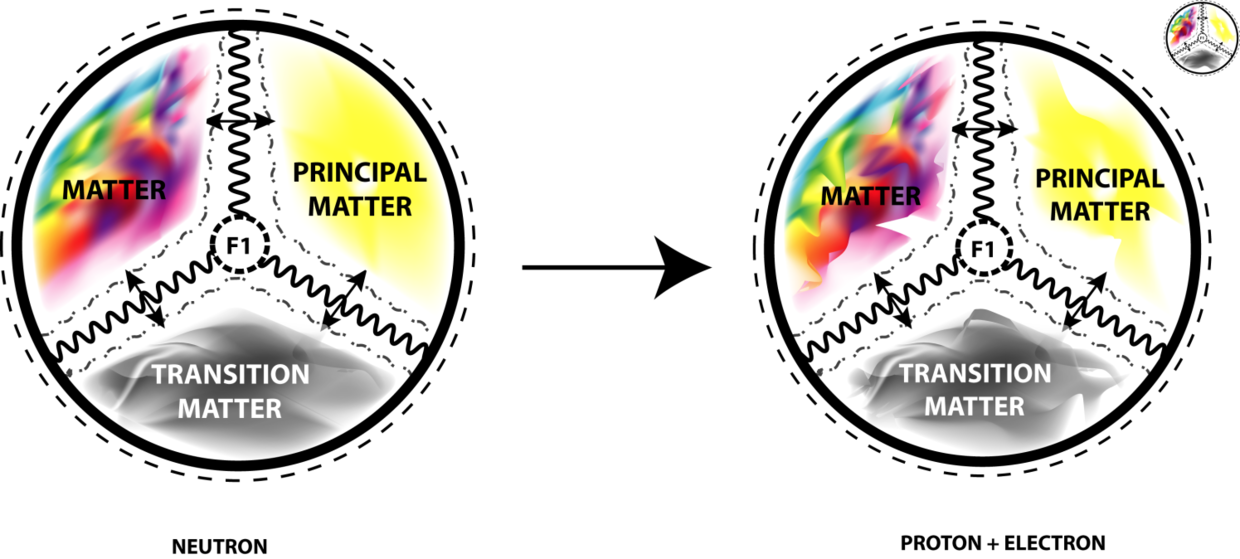 MATTER
PRINCIPAL
MATTER
F1
TRANSITION
MATTER
NEUTRON
MATTER
PRINCIPAL
MATTER
F1
TRANSITION
MATTER
PROTON + ELECTRON